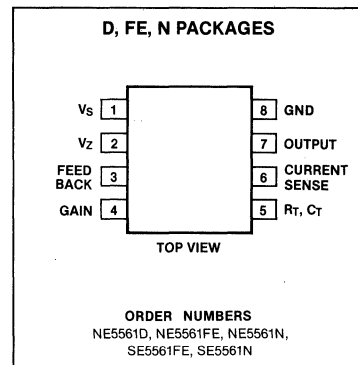 D, FE, N PACKAGES
VS 1
8 GND
VZ 2
7 OUTPUT
FEED
BACK 3
6 CURRENT
SENSE
GAIN 4
5 RT, CT
TOP VIEW
ORDER NUMBERS
NE5561D, NE5561FE, NE5561N,
SE5561FE, SE5561N